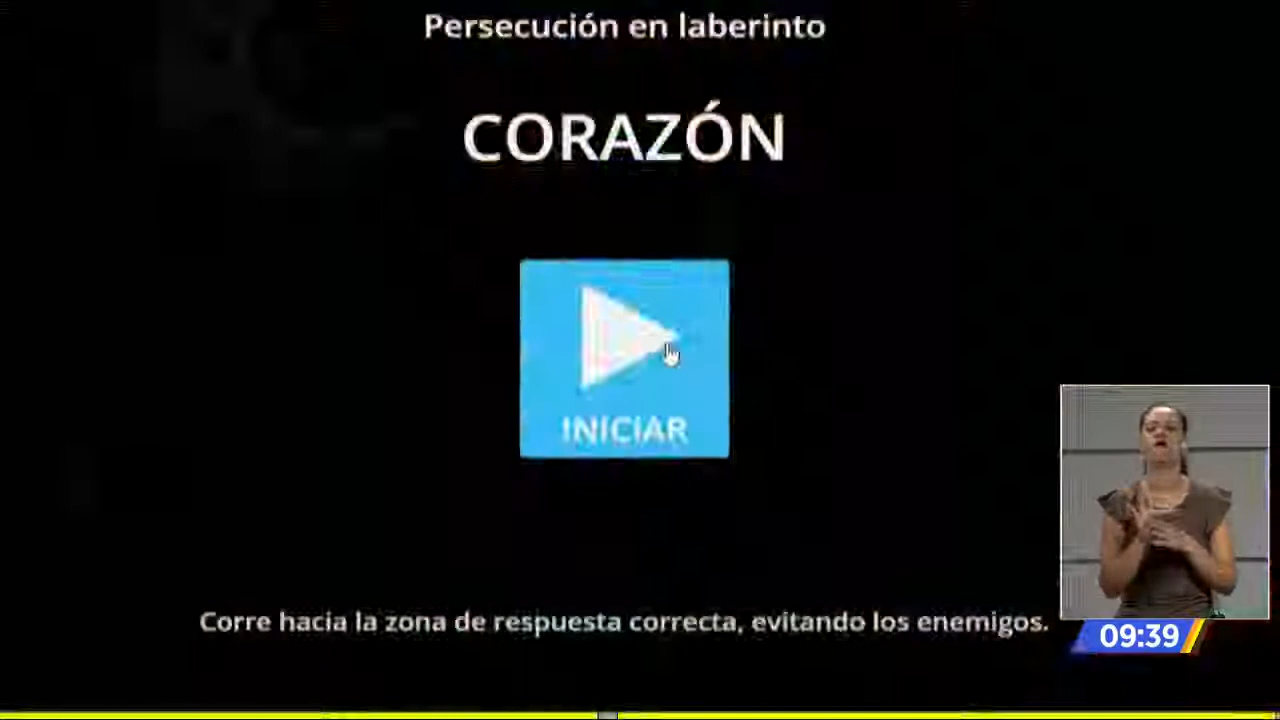 Persecución en laberinto
CORAZÓN
INICIAR
Corre hacia la zona de respuesta correcta, evitando los enemigos.
09:39